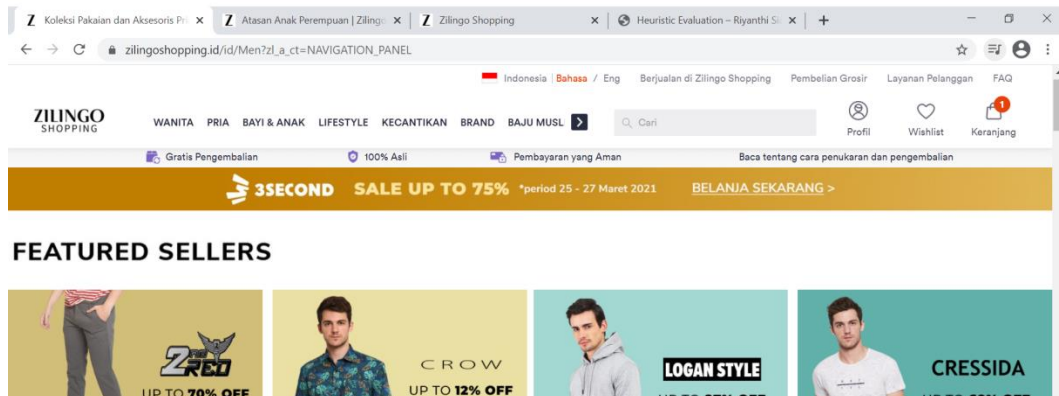 Koleksi Pakaian dan Aksesoris Pri
Atasan Anak Perempuan | Zilingo
Zilingo Shopping
Heuristic Evaluation – Riyanthi Si
zilingoshopping.id/id/Men?zl_a_ct=NAVIGATION_PANEL
Indonesia | Bahasa / Eng Berjualan di Zilingo Shopping Pembelian Grosir Layanan Pelanggan FAQ
ZILINGO
SHOPPING
WANITA PRIA BAYI & ANAK LIFESTYLE KECANTIKAN BRAND BAJU MUSL
Cari
1
Profil Wishlist Keranjang
Gratis Pengembalian 100% Asli Pembayaran yang Aman Baca tentang cara penukaran dan pengembalian
3SECOND SALE UP TO 75% *period 25 - 27 Maret 2021 BELANJA SEKARANG >
FEATURED SELLERS
2RED
UP TO 70% OFF
CROW
UP TO 12% OFF
LOGAN STYLE
CRESSIDA